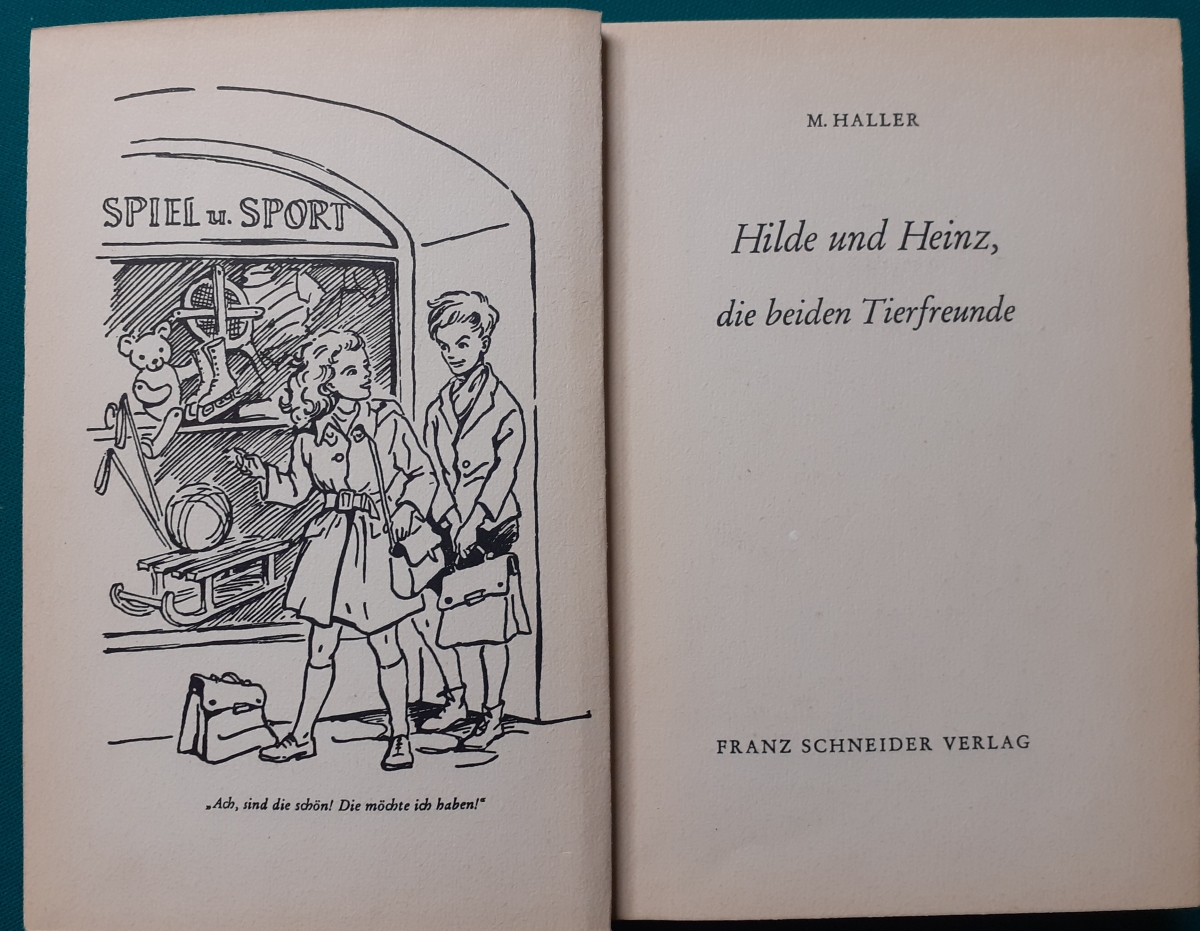 SPIEL u. SPORT
„Ach, sind die schön! Die möchte ich haben!“
M. HALLER
Hilde und Heinz,
die beiden Tierfreunde
FRANZ SCHNEIDER VERLAG